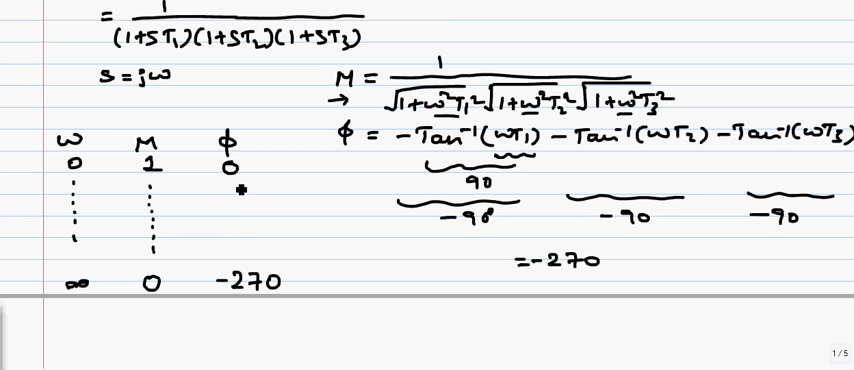 = 1 / (1+ST₁)(1+ST₂)(1+ST₃)
S = jω
M = 1 / √(1+ω²T₁²) √(1+ω²T₂²) √(1+ω²T₃²)
→
φ = -Tan⁻¹(ωT₁) - Tan⁻¹(ωT₂) - Tan⁻¹(ωT₃)
ω M φ
0 1 0
90
-90° -90 -90
= -270
∞ 0 -270
1 / 5